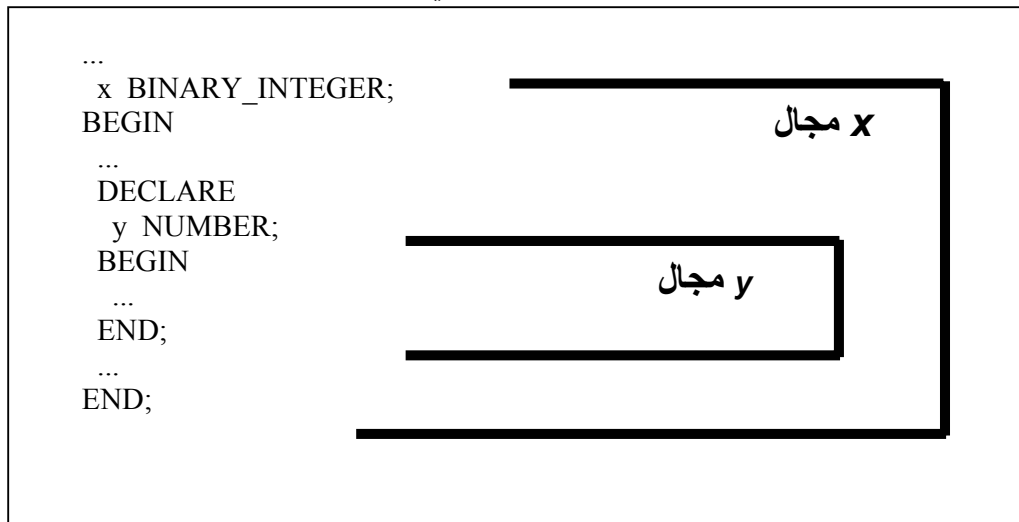 ...
x BINARY_INTEGER;
BEGIN
مجال x
...
DECLARE
y NUMBER;
BEGIN
مجال y
...
END;
...
END;